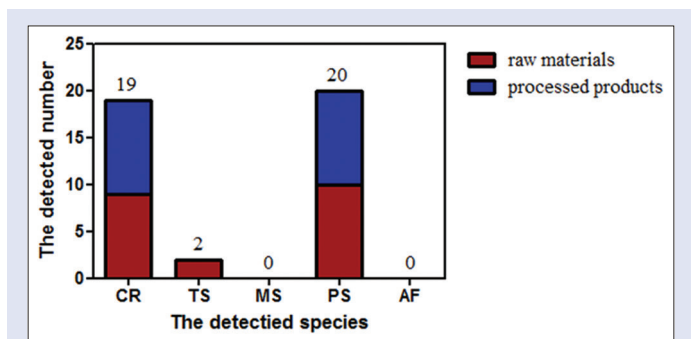 25
20
15
10
5
0
The detected number
19
2
0
20
0
CR TS MS PS AF
The detectied species
raw materials
processed products